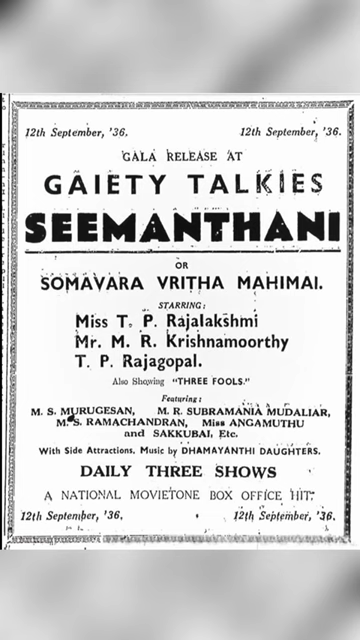 12th September, '36. 12th September, '36.
GALA RELEASE AT
GAIETY TALKIES
SEEMANTHANI
OR
SOMAVARA VRITHA MAHIMAI.
STARRING:
Miss T. P. Rajalakshmi
Mr. M. R. Krishnamoorthy
T. P. Rajagopal.
Also Showing "THREE FOOLS."
Featuring:
M. S. MURUGESAN, M. R. SUBRAMANIA MUDALIAR,
M. S. RAMACHANDRAN, Miss ANGAMUTHU
and SAKKUBAI, Etc.
With Side Attractions. Music by DHAMAYANTHI DAUGHTERS.
DAILY THREE SHOWS
A NATIONAL MOVIETONE BOX OFFICE HIT.
12th September, '36. 12th September, '36.